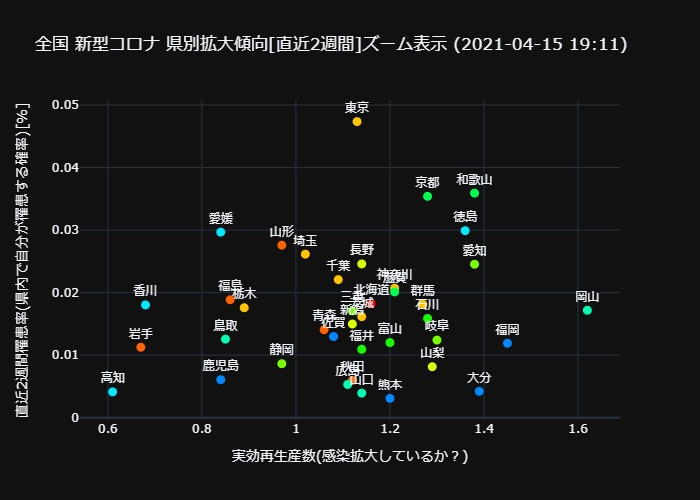 全国 新型コロナ 県別拡大傾向[直近2週間]ズーム表示 (2021-04-15 19:11)
直近2週間罹患率(県内で自分が罹患する確率)[%]
0.05
東京
0.04
京都
和歌山
0.03
愛媛
徳島
山形
埼玉
長野
愛知
千葉
神奈川
滋賀
0.02
香川
福島
栃木
北海道
群馬
三重
茨城
石川
岡山
新潟
青森
佐賀
鳥取
岐阜
0.01
岩手
福井
富山
福岡
静岡
山梨
鹿児島
秋田
広島
山口
高知
熊本
大分
0
0.6
0.8
1
1.2
1.4
1.6
実効再生産数(感染拡大しているか？)